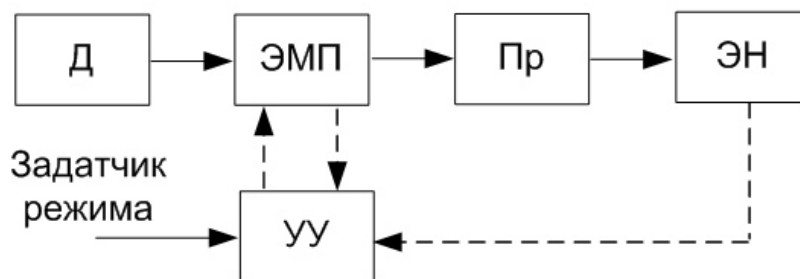 Д
ЭМП
Пр
ЭН
Задатчик
режима
УУ